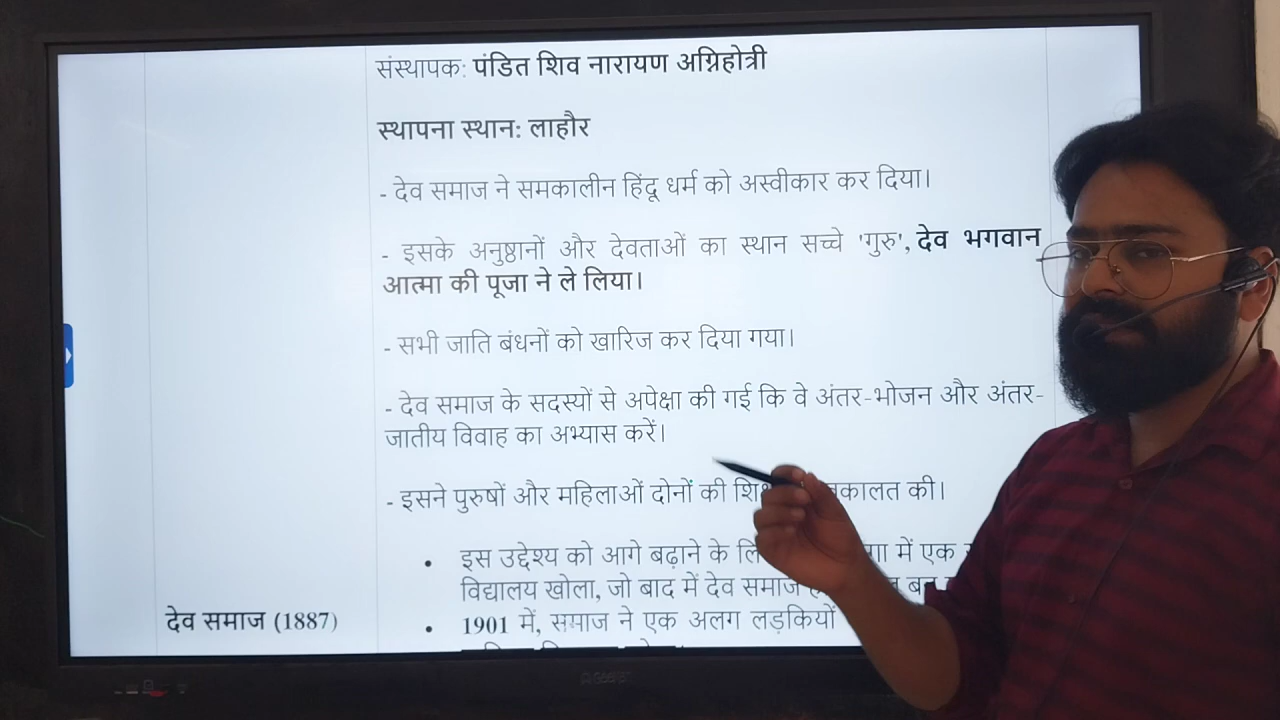 संस्थापक: पंडित शिव नारायण अग्निहोत्री
स्थापना स्थान: लाहौर
- देव समाज ने समकालीन हिंदू धर्म को अस्वीकार कर दिया।
- इसके अनुष्ठानों और देवताओं का स्थान सच्चे 'गुरु', देव भगवान
आत्मा की पूजा ने ले लिया।
- सभी जाति बंधनों को खारिज कर दिया गया।
- देव समाज के सदस्यों से अपेक्षा की गई कि वे अंतर-भोजन और अंतर-
जातीय विवाह का अभ्यास करें।
- इसने पुरुषों और महिलाओं दोनों की की।
• इस उद्देश्य को आगे बढ़ाने के में एक
विद्यालय खोला, जो बाद में देव समाज
देव समाज (1887)
• 1901 में, समाज ने एक अलग लड़कियों